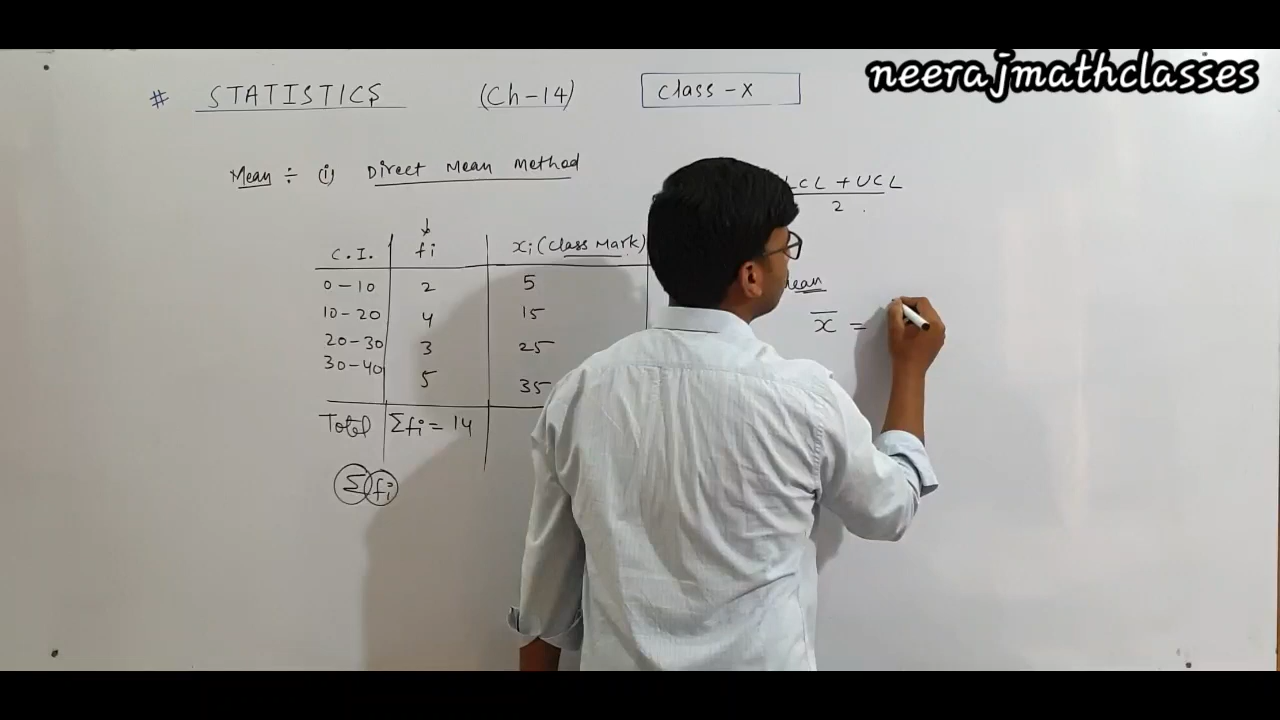 neerajmathclasses
# STATISTICS (Ch-14) Class-X
Mean ÷ (i) Direct Mean Method
LCL + UCL
2
C.I. fi xi (Class Mark)
0-10 2 5
10-20 4 15
20-30 3 25
30-40 5 35
Total Σfi = 14
Σfi
x̄ =